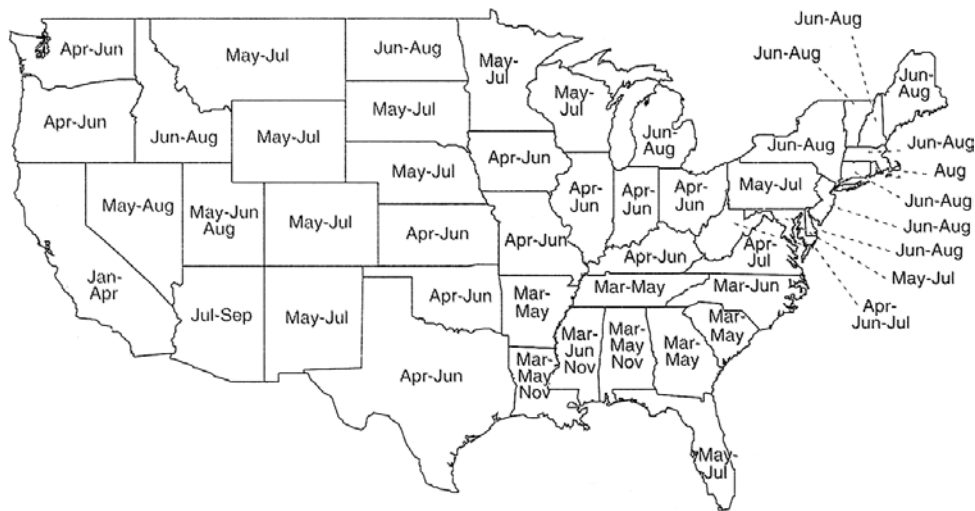 Jun-Aug
Jun-Aug
Apr-Jun
May-Jul
Jun-Aug
May-
Jul
Jun-
Aug
Apr-Jun
Jun-Aug
May-Jul
May-Jul
May-
Jul
Jun-
Aug
Jun-Aug
Jun-Aug
Aug
Jun-Aug
Jun-Aug
Jun-Aug
May-Jul
Apr-
Jun-Jul
May-Jul
Apr-Jun
Apr-
Jun
Apr-
Jun
Apr-
Jun
May-Jul
May-Aug
May-Jun
Aug
May-Jul
Apr-Jun
Apr-Jun
Apr-Jun
Apr-
Jul
Jan-
Apr
Jul-Sep
May-Jul
Apr-Jun
Mar-
May
Mar-May
Mar-Jun
Mar-
May
Apr-Jun
Mar-
May
Nov
Mar-
Jun
Nov
Mar-
May
Nov
Mar-
May
May-
Jul